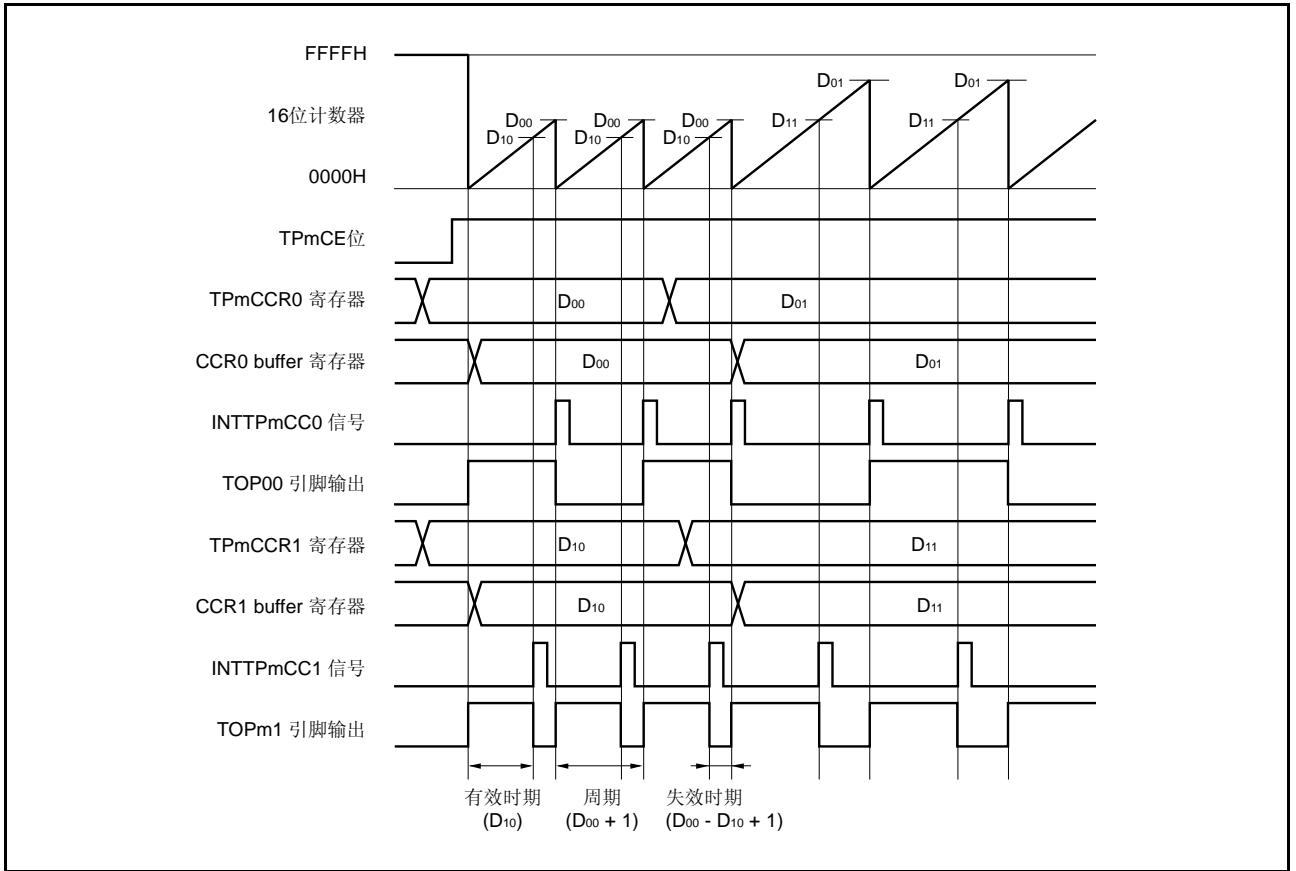 FFFFH
D01 D01
16位计数器 D00 D00 D00 D11 D11
D10 D10 D10
0000H
TPmCE位
TPmCCR0 寄存器 D00 D01
CCR0 buffer 寄存器 D00 D01
INTTPmCC0 信号
TOP00 引脚输出
TPmCCR1 寄存器 D10 D11
CCR1 buffer 寄存器 D10 D11
INTTPmCC1 信号
TOPm1 引脚输出
有效时期 周期 失效时期
(D10) (D00 + 1) (D00 - D10 + 1)